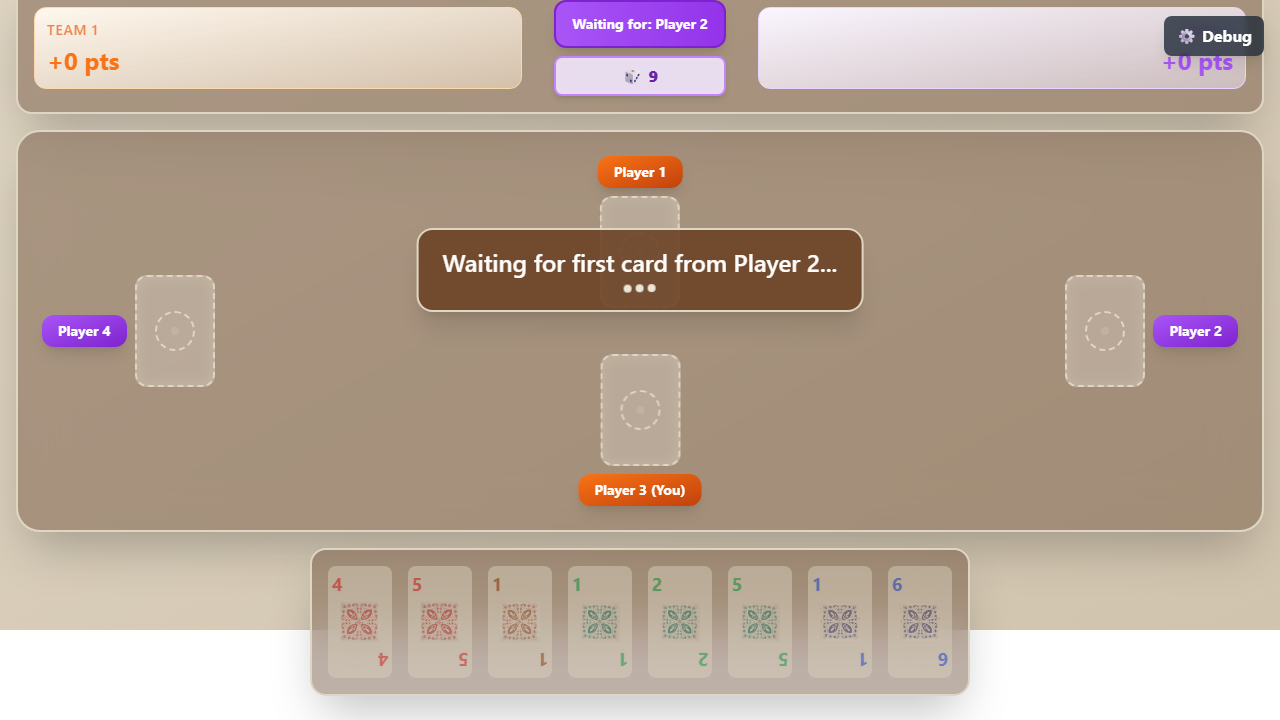 TEAM 1
+0 pts
Waiting for: Player 2
9
Debug
+0 pts
Player 1
Waiting for first card from Player 2...
Player 4
Player 2
Player 3 (You)
4 5 1 1 2 5 1 6
4 5 1 1 2 5 1 6